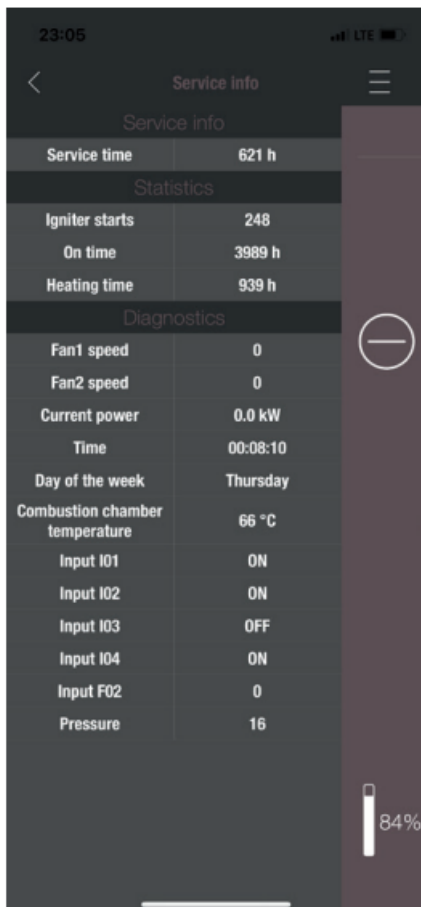 23:05 LTE
Service info
Service info
Service time 621 h
Statistics
Igniter starts 248
On time 3989 h
Heating time 939 h
Diagnostics
Fan1 speed 0
Fan2 speed 0
Current power 0.0 kW
Time 00:08:10
Day of the week Thursday
Combustion chamber
temperature 66 °C
Input I01 ON
Input I02 ON
Input I03 OFF
Input I04 ON
Input F02 0
Pressure 16
84%